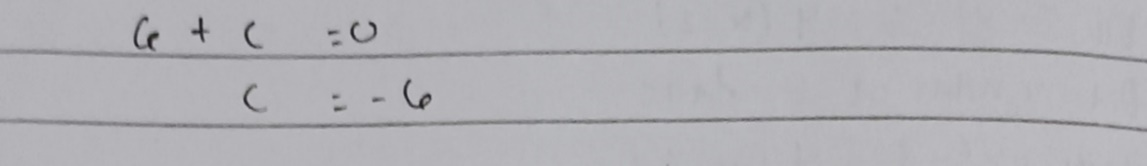 6 + c = 0
c = -6